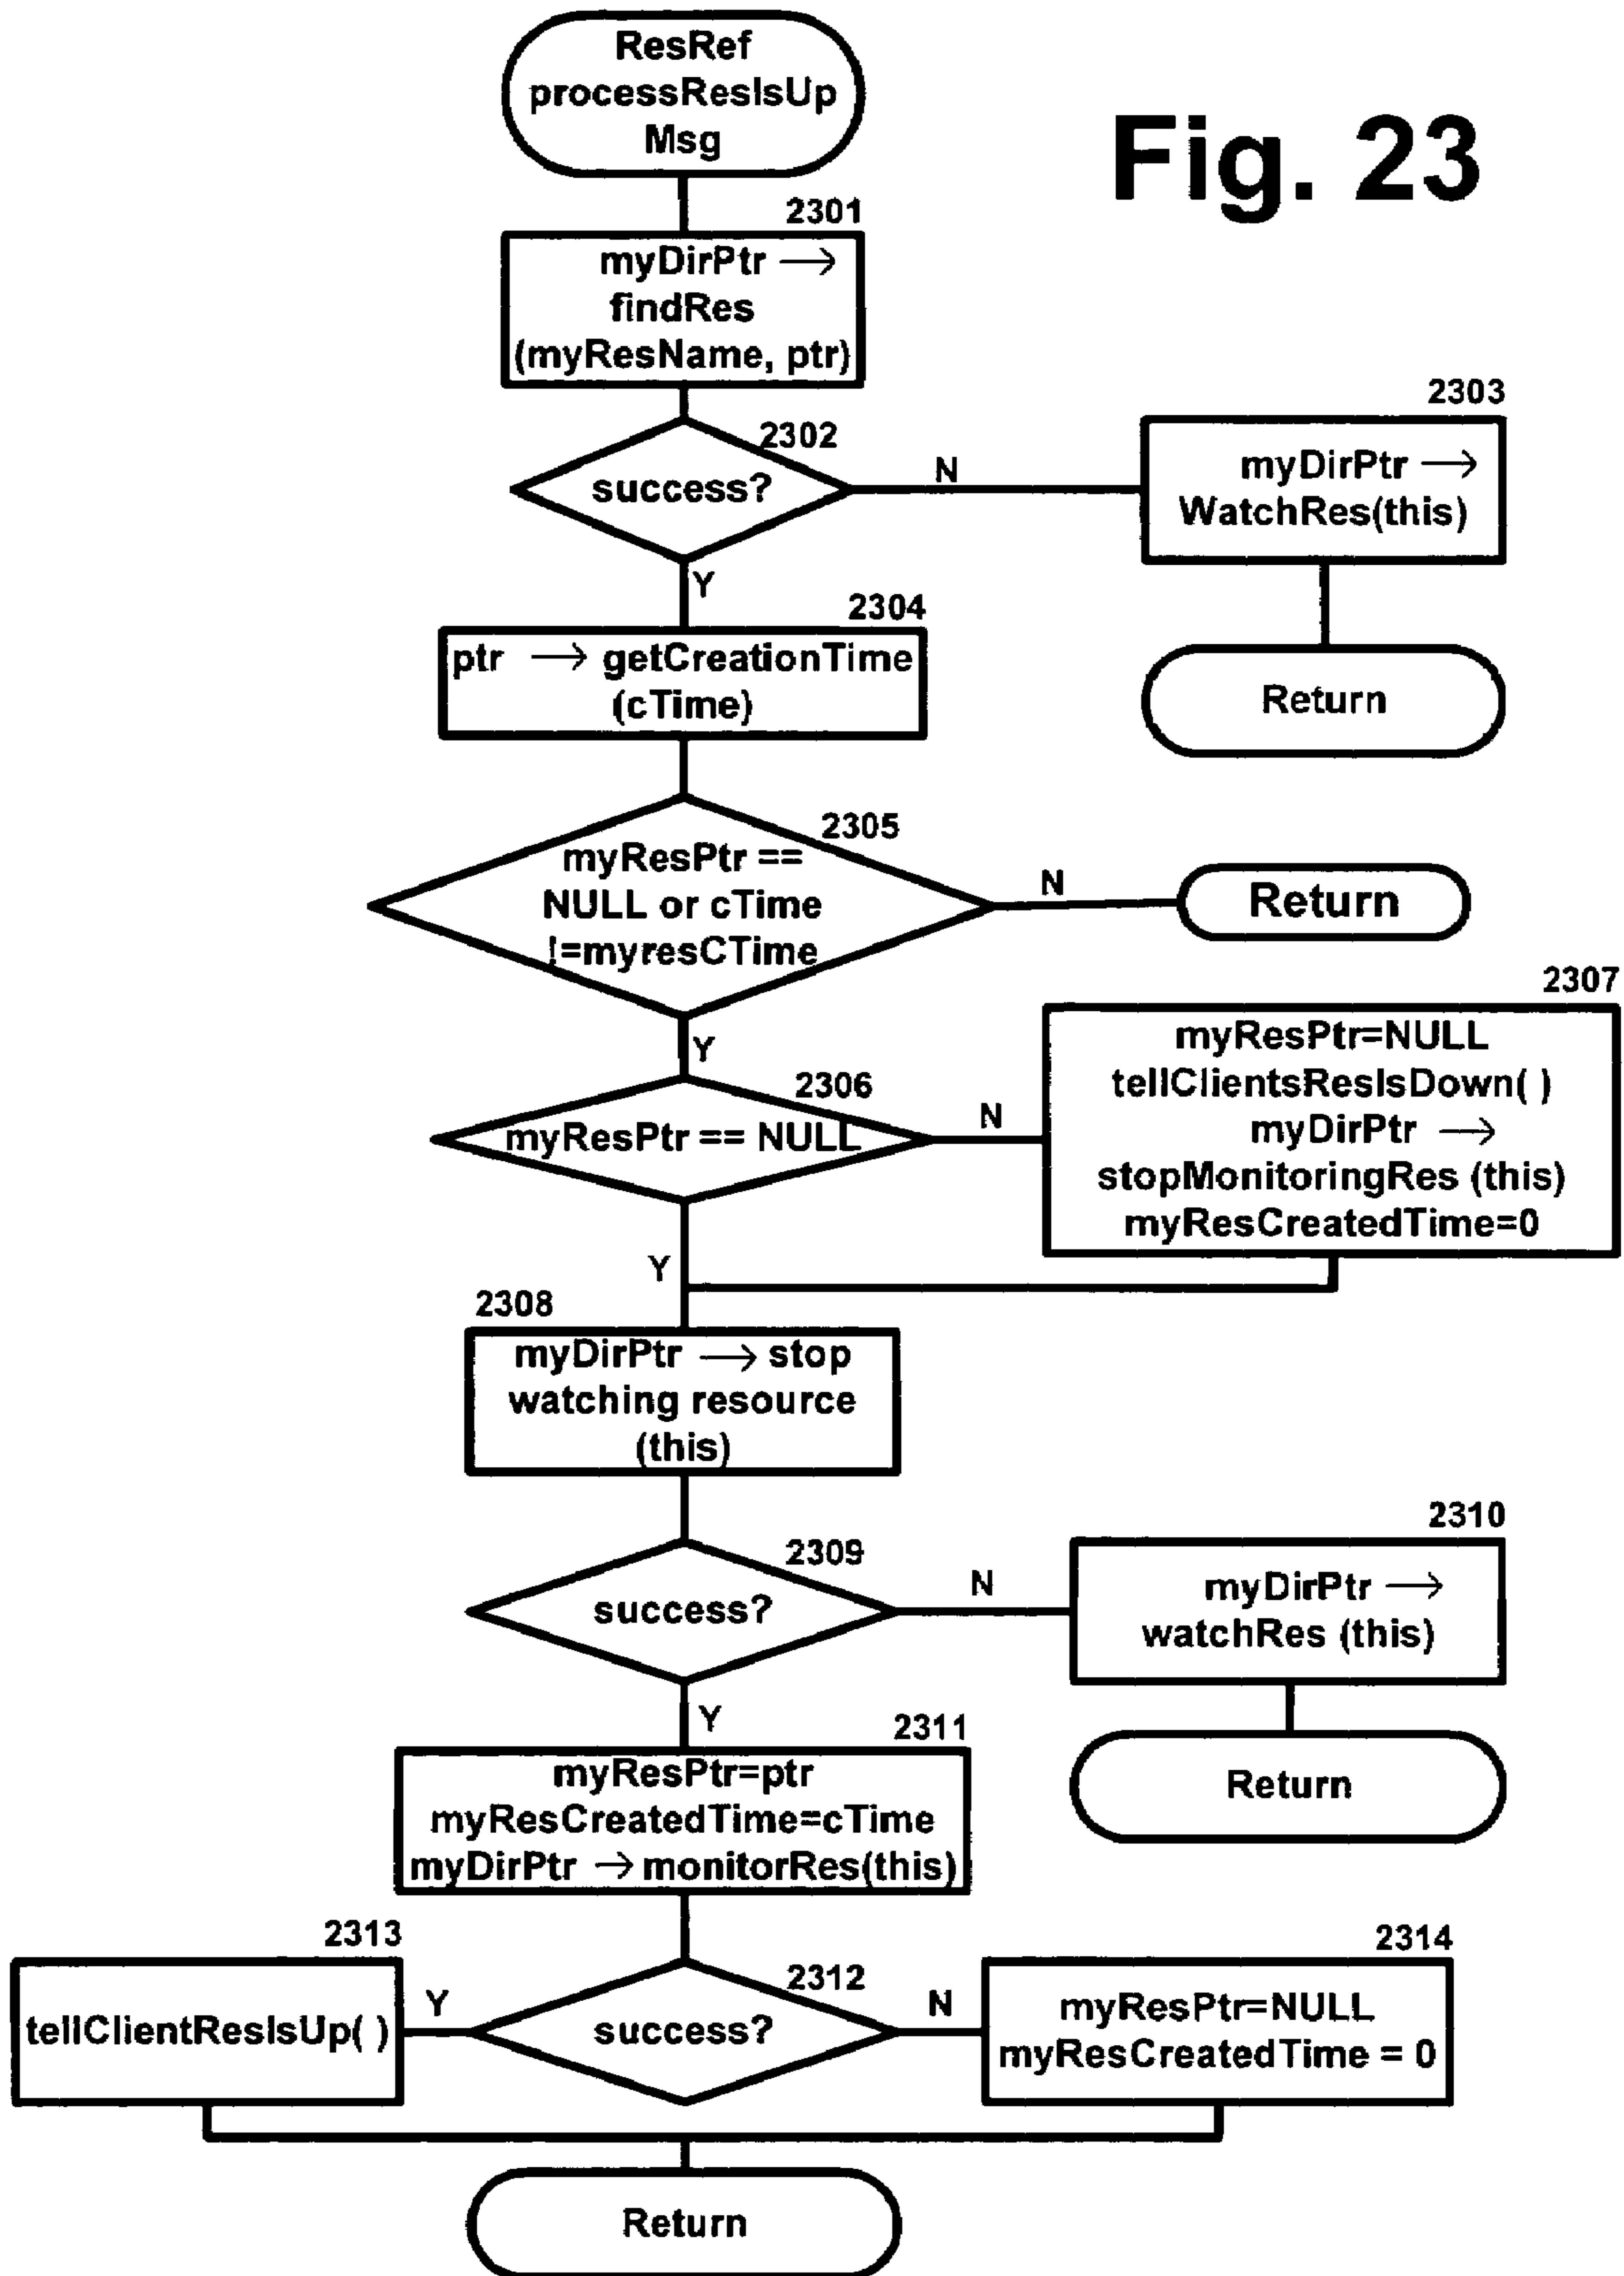 ResRef
processResIsUp
Msg
Fig. 23
2301
myDirPtr →
findRes
(myResName, ptr)
2302
success?
N
2303
myDirPtr →
WatchRes(this)
Return
Y
2304
ptr → getCreationTime
(cTime)
2305
myResPtr ==
NULL or cTime
!=myresCTime
N
Return
Y
2306
myResPtr == NULL
N
2307
myResPtr=NULL
tellClientsResIsDown( )
myDirPtr →
stopMonitoringRes (this)
myResCreatedTime=0
Y
2308
myDirPtr → stop
watching resource
(this)
2309
success?
N
2310
myDirPtr →
watchRes (this)
Return
Y
2311
myResPtr=ptr
myResCreatedTime=cTime
myDirPtr → monitorRes(this)
2312
success?
Y
2313
tellClientResIsUp( )
N
2314
myResPtr=NULL
myResCreatedTime = 0
Return